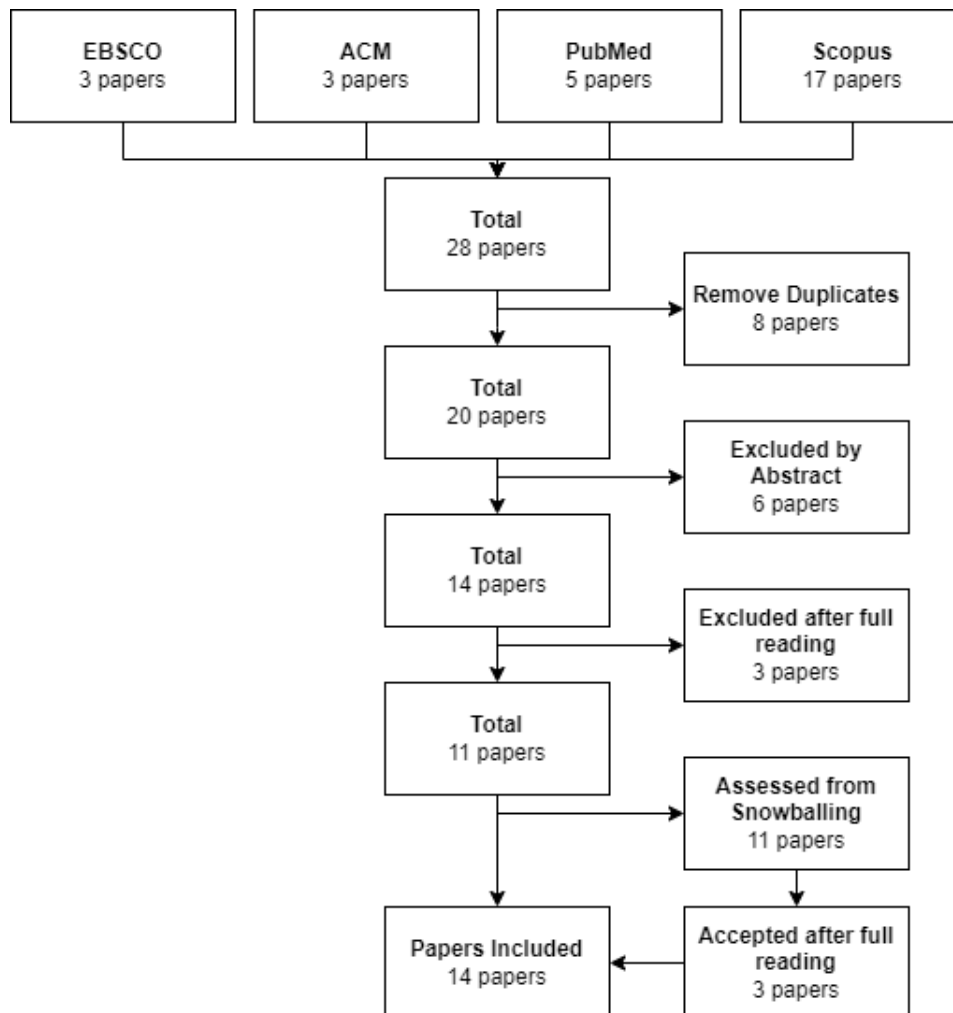 EBSCO
3 papers
ACM
3 papers
PubMed
5 papers
Scopus
17 papers
Total
28 papers
Remove Duplicates
8 papers
Total
20 papers
Excluded by
Abstract
6 papers
Total
14 papers
Excluded after full
reading
3 papers
Total
11 papers
Assessed from
Snowballing
11 papers
Papers Included
14 papers
Accepted after full
reading
3 papers